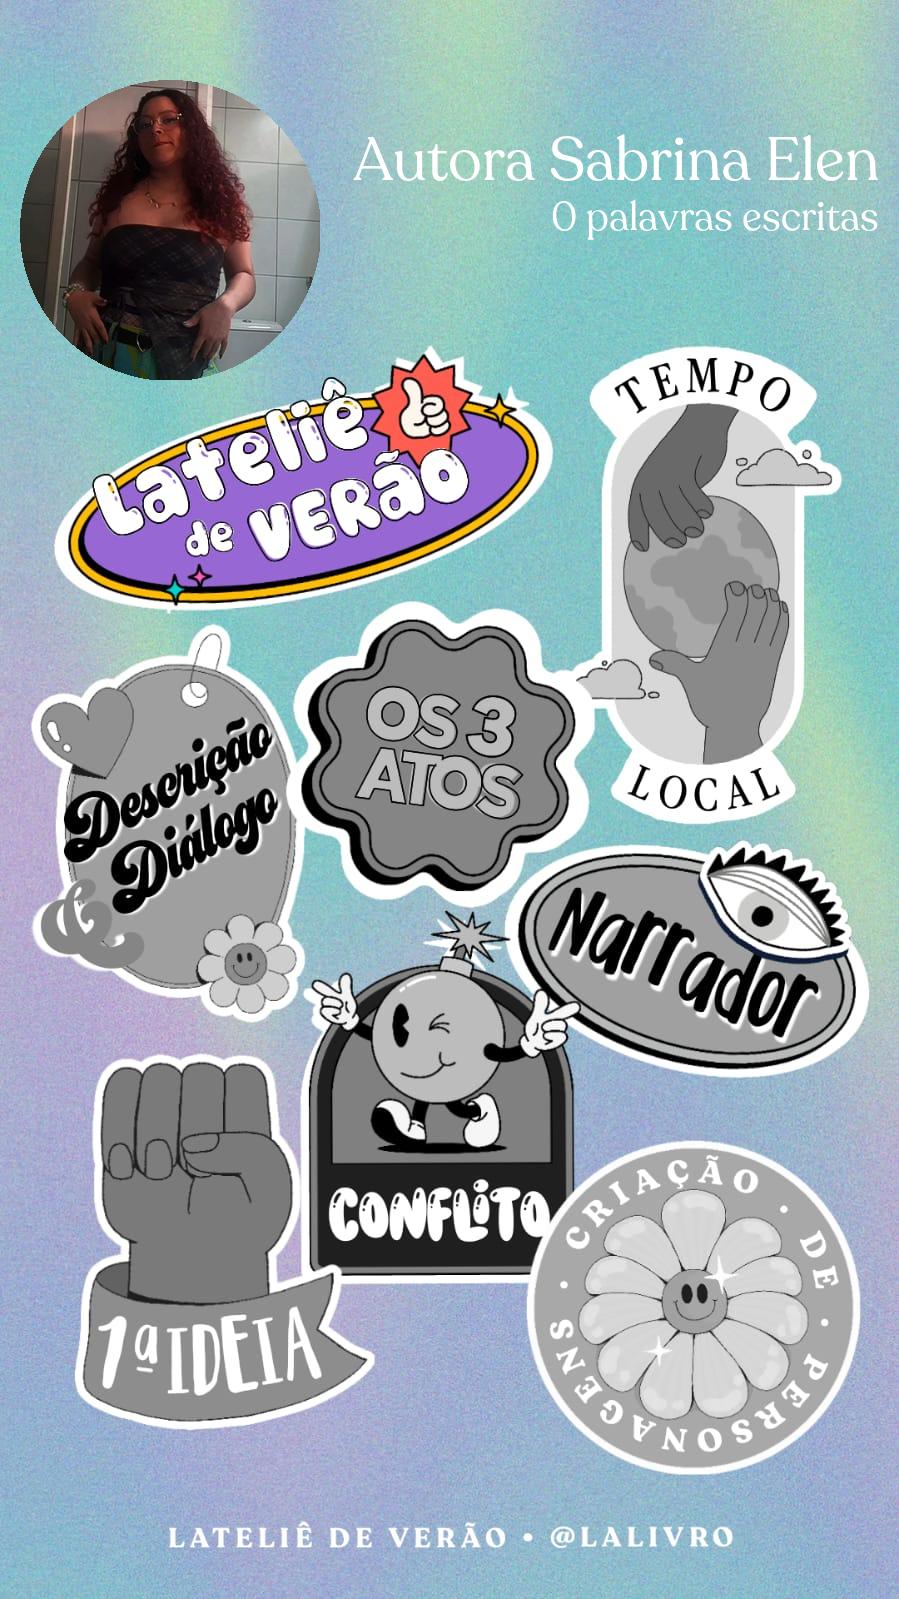 Autora Sabrina Elen
0 palavras escritas
Lateliê
de VERÃO
TEMPO
LOCAL
OS 3
ATOS
Descrição
Diálogo
&
Narrador
CONFLITO
1ª IDEIA
CRIAÇÃO · DE · PERSONAGENS ·
LATELIÊ DE VERÃO • @LALIVRO